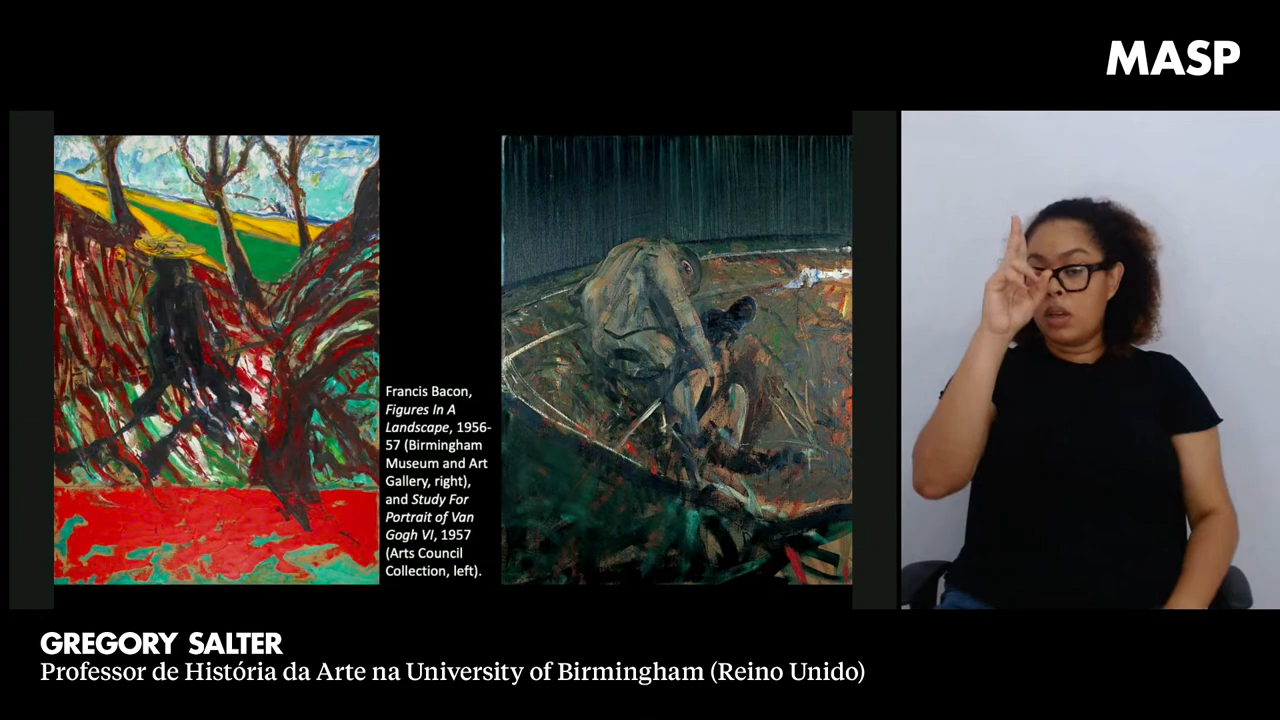 MASP
Francis Bacon,
Figures In A
Landscape, 1956-
57 (Birmingham
Museum and Art
Gallery, right),
and Study For
Portrait of Van
Gogh VI, 1957
(Arts Council
Collection, left).
GREGORY SALTER
Professor de História da Arte na University of Birmingham (Reino Unido)